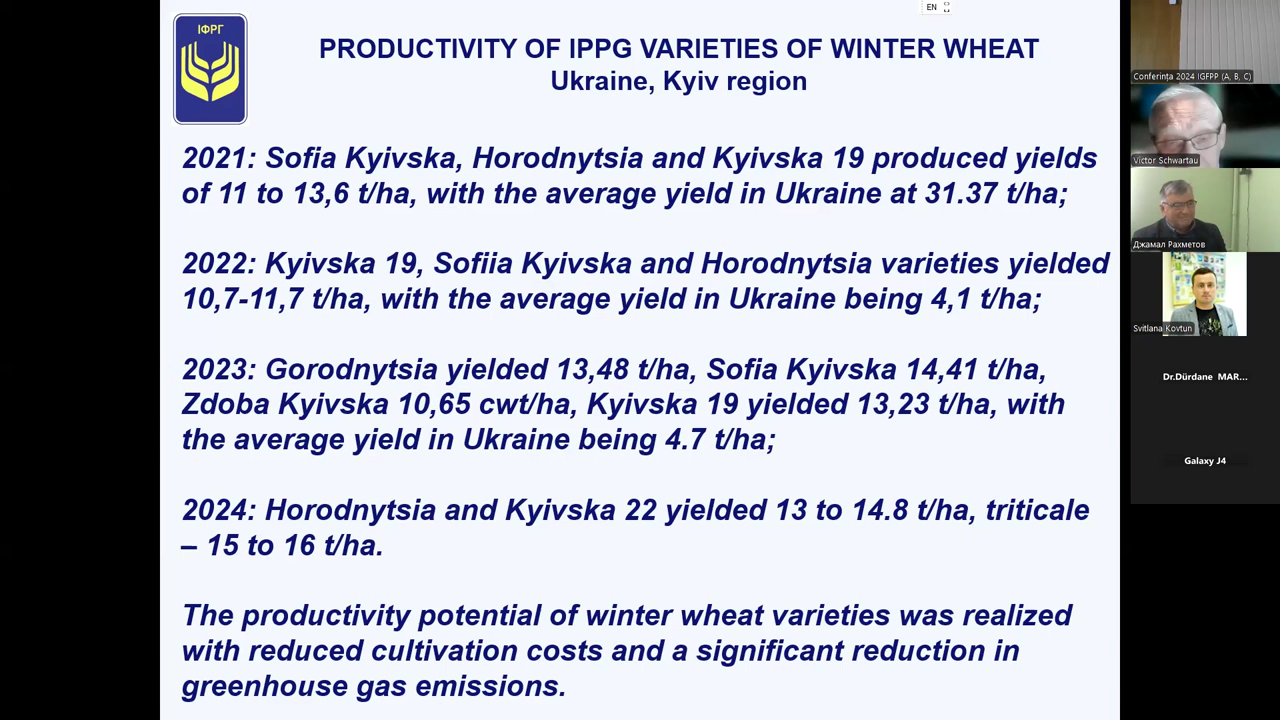 EN
ІФРГ
PRODUCTIVITY OF IPPG VARIETIES OF WINTER WHEAT
Ukraine, Kyiv region
2021: Sofia Kyivska, Horodnytsia and Kyivska 19 produced yields
of 11 to 13,6 t/ha, with the average yield in Ukraine at 31.37 t/ha;
2022: Kyivska 19, Sofiia Kyivska and Horodnytsia varieties yielded
10,7-11,7 t/ha, with the average yield in Ukraine being 4,1 t/ha;
2023: Gorodnytsia yielded 13,48 t/ha, Sofia Kyivska 14,41 t/ha,
Zdoba Kyivska 10,65 cwt/ha, Kyivska 19 yielded 13,23 t/ha, with
the average yield in Ukraine being 4.7 t/ha;
2024: Horodnytsia and Kyivska 22 yielded 13 to 14.8 t/ha, triticale
– 15 to 16 t/ha.
The productivity potential of winter wheat varieties was realized
with reduced cultivation costs and a significant reduction in
greenhouse gas emissions.
Conferința 2024 IGFPP (A, B, C)
Victor Schwartau
Джамал Рахметов
Svitlana Kovtun
Dr.Dürdane MAR...
Galaxy J4